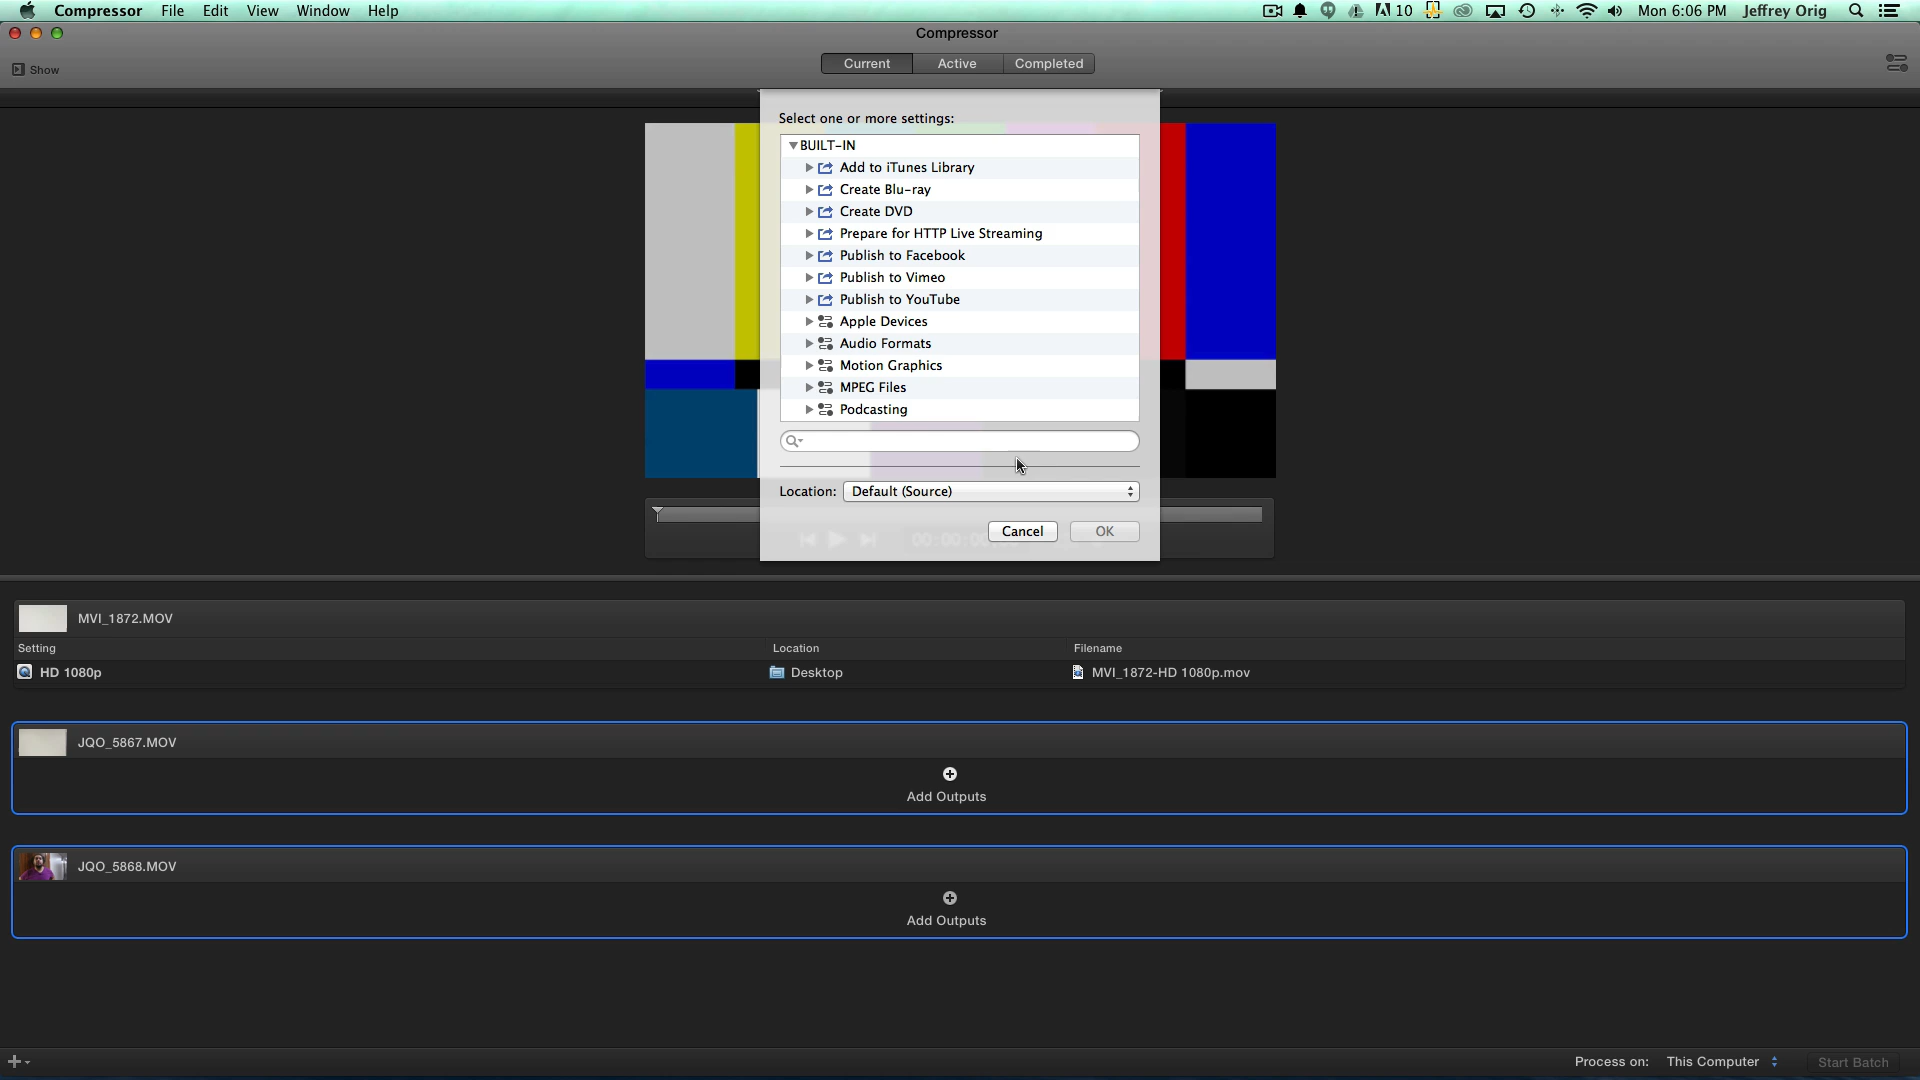 Compressor File Edit View Window Help 10 Mon 6:06 PM Jeffrey Orig
Compressor
Show
Current Active Completed
Select one or more settings:
BUILT-IN
Add to iTunes Library
Create Blu-ray
Create DVD
Prepare for HTTP Live Streaming
Publish to Facebook
Publish to Vimeo
Publish to YouTube
Apple Devices
Audio Formats
Motion Graphics
MPEG Files
Podcasting
Location: Default (Source)
Cancel OK
MVI_1872.MOV
Setting Location Filename
HD 1080p Desktop MVI_1872-HD 1080p.mov
JQO_5867.MOV
Add Outputs
JQO_5868.MOV
Add Outputs
Process on: This Computer Start Batch